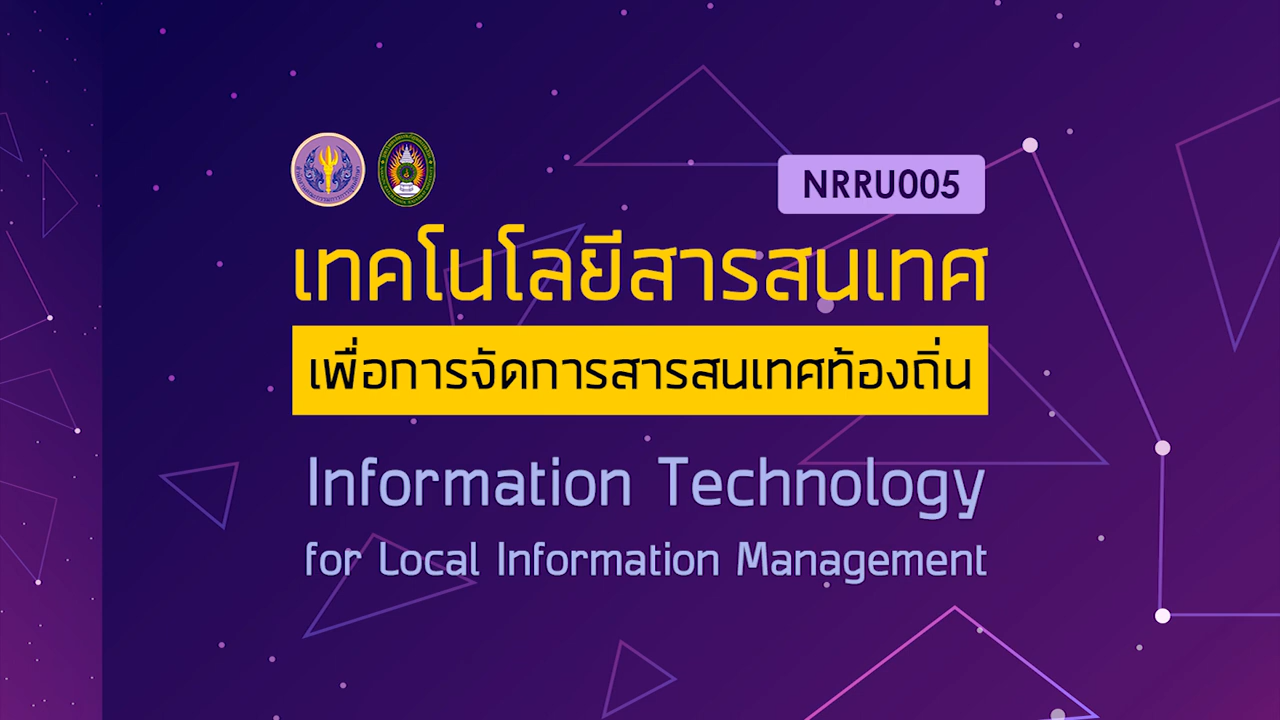 NRRU005
เทคโนโลยีสารสนเทศ
เพื่อการจัดการสารสนเทศท้องถิ่น
Information Technology
for Local Information Management